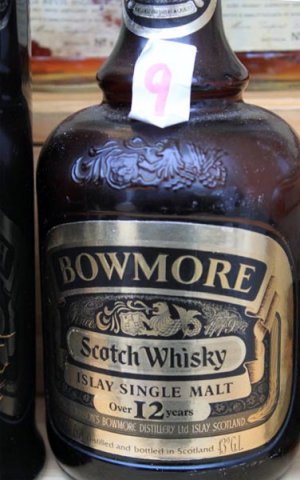 9
BOWMORE
Scotch Whisky
ISLAY SINGLE MALT
Over 12 years
BOWMORE DISTILLERY Ltd ISLAY SCOTLAND
Distilled and bottled in Scotland 43° G.L.